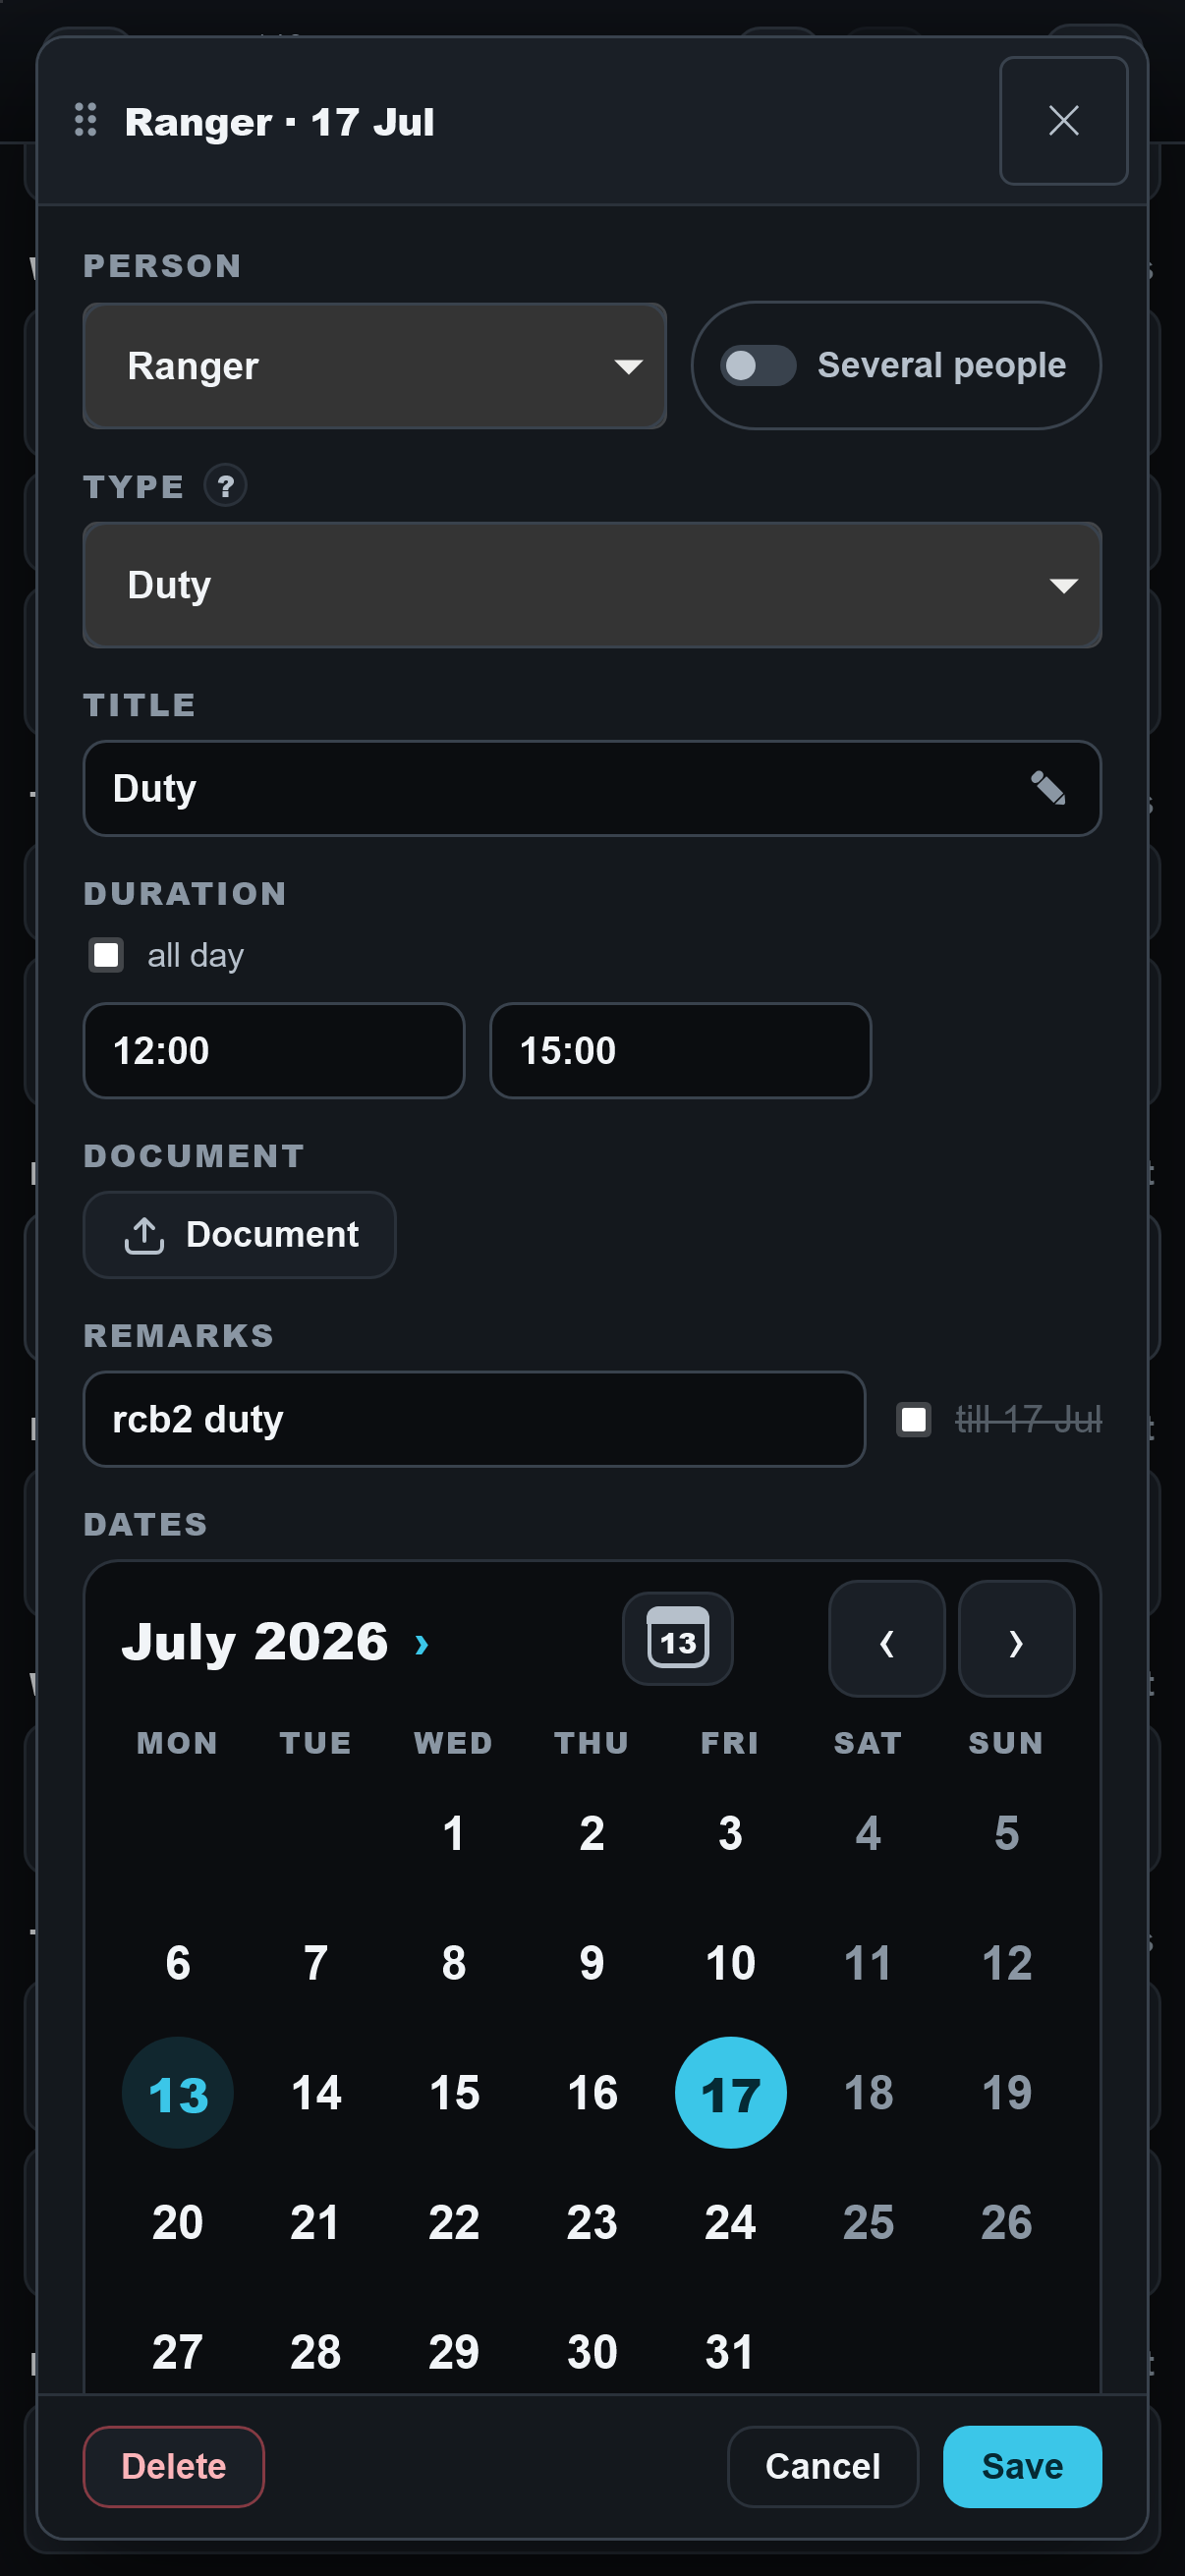 Ranger · 17 Jul
PERSON
Ranger
Several people
TYPE ?
Duty
TITLE
Duty
DURATION
all day
12:00 15:00
DOCUMENT
Document
REMARKS
rcb2 duty
till 17 Jul
DATES
July 2026 › 13 ‹ ›
MON TUE WED THU FRI SAT SUN
1 2 3 4 5
6 7 8 9 10 11 12
13 14 15 16 17 18 19
20 21 22 23 24 25 26
27 28 29 30 31
Delete Cancel Save